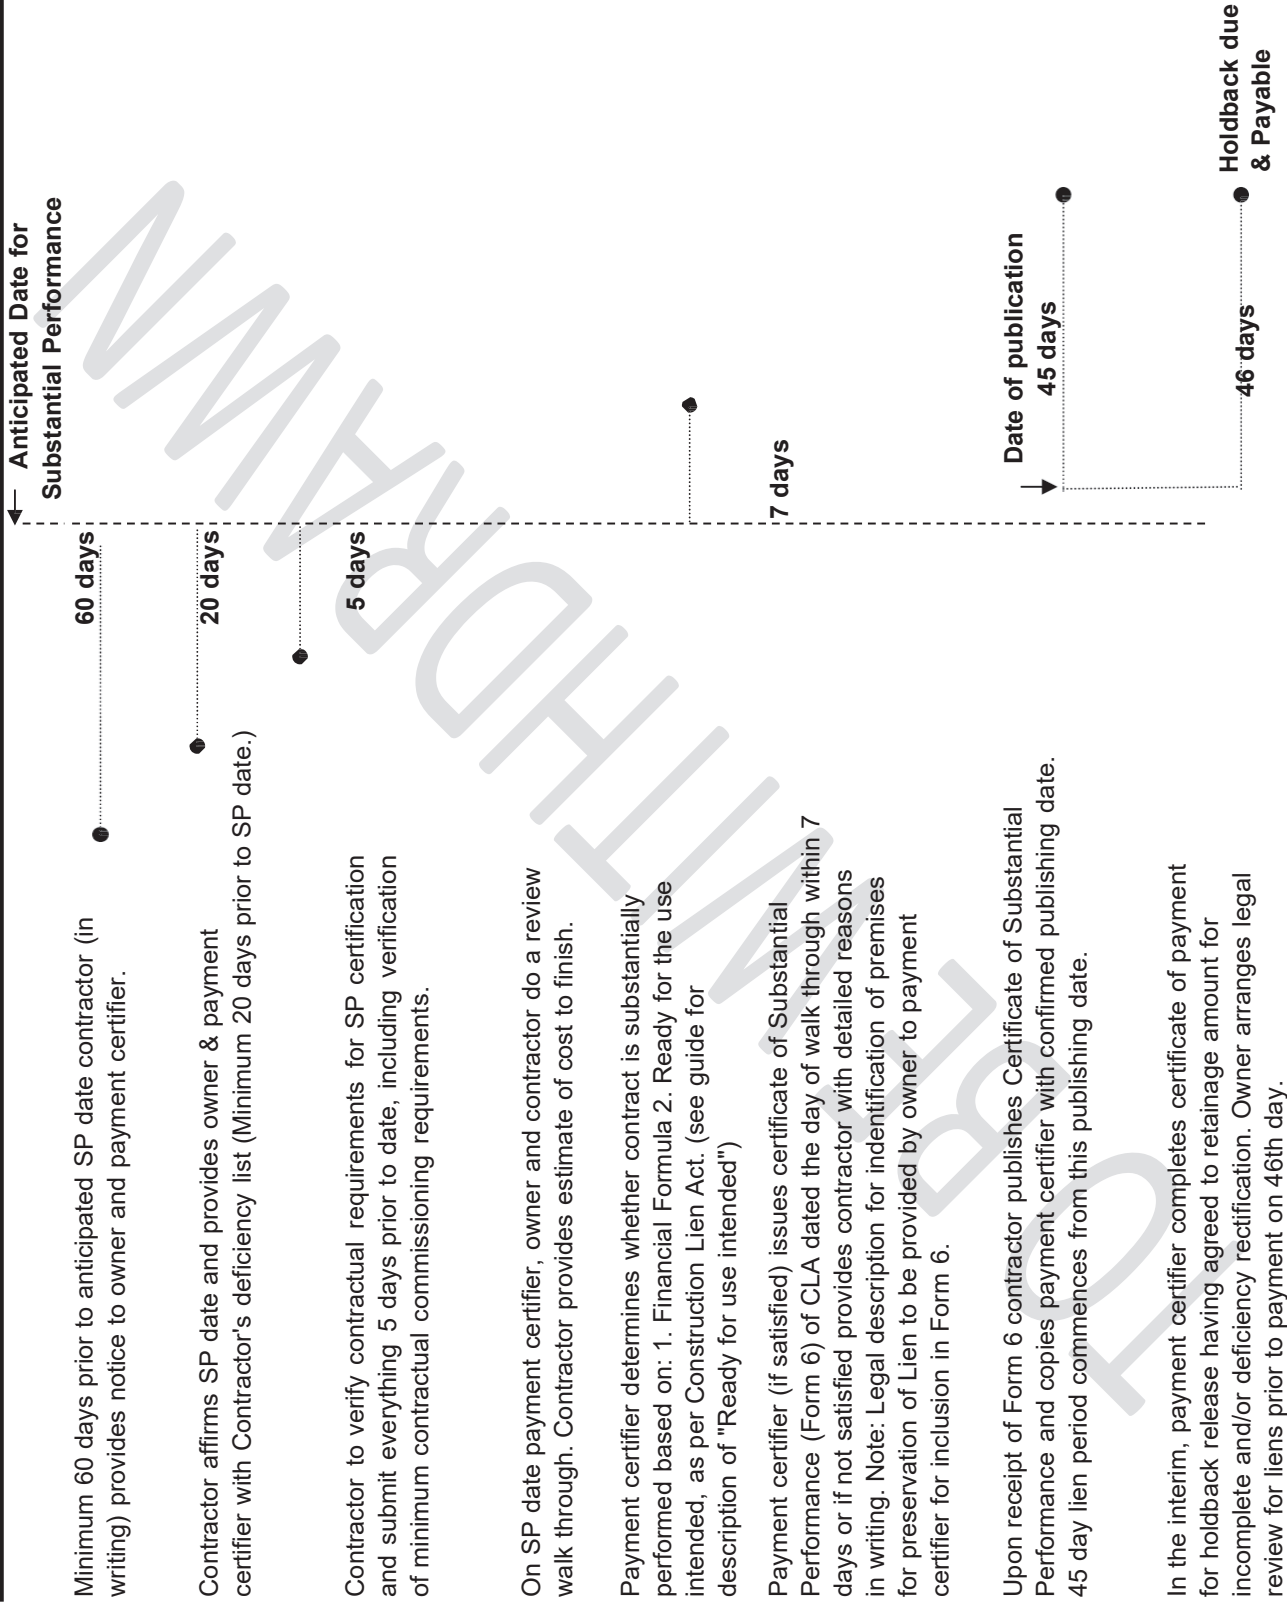 Anticipated Date for
Substantial Performance
Minimum 60 days prior to anticipated SP date contractor (in
writing) provides notice to owner and payment certifier.
60 days
Contractor affirms SP date and provides owner & payment
certifier with Contractor's deficiency list (Minimum 20 days prior to SP date.)
20 days
Contractor to verify contractual requirements for SP certification
and submit everything 5 days prior to date, including verification
of minimum contractual commissioning requirements.
5 days
On SP date payment certifier, owner and contractor do a review
walk through. Contractor provides estimate of cost to finish.
Payment certifier determines whether contract is substantially
performed based on: 1. Financial Formula 2. Ready for the use
intended, as per Construction Lien Act. (see guide for
description of "Ready for use intended")
Payment certifier (if satisfied) issues certificate of Substantial
Performance (Form 6) of CLA dated the day of walk through within 7
days or if not satisfied provides contractor with detailed reasons
in writing. Note: Legal description for indentification of premises
for preservation of Lien to be provided by owner to payment
certifier for inclusion in Form 6.
7 days
Upon receipt of Form 6 contractor publishes Certificate of Substantial
Performance and copies payment certifier with confirmed publishing date.
45 day lien period commences from this publishing date.
Date of publication
45 days
In the interim, payment certifier completes certificate of payment
for holdback release having agreed to retainage amount for
incomplete and/or deficiency rectification. Owner arranges legal
review for liens prior to payment on 46th day.
46 days
Holdback due
& Payable
TO BE WITHDRAWN